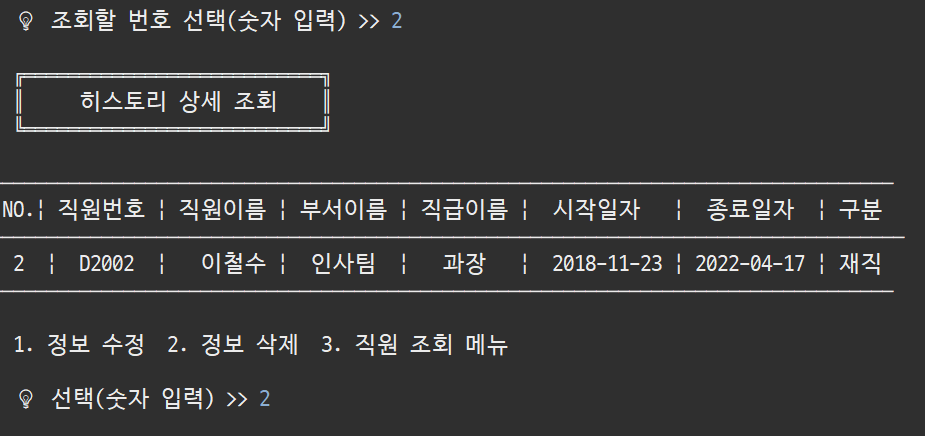 조회할 번호 선택(숫자 입력) >> 2
히스토리 상세 조회
NO.¦ 직원번호 ¦ 직원이름 ¦ 부서이름 ¦ 직급이름 ¦ 시작일자 ¦ 종료일자 ¦ 구분
2 ¦ D2002 ¦ 이철수 ¦ 인사팀 ¦ 과장 ¦ 2018-11-23 ¦ 2022-04-17 ¦ 재직
1. 정보 수정 2. 정보 삭제 3. 직원 조회 메뉴
선택(숫자 입력) >> 2